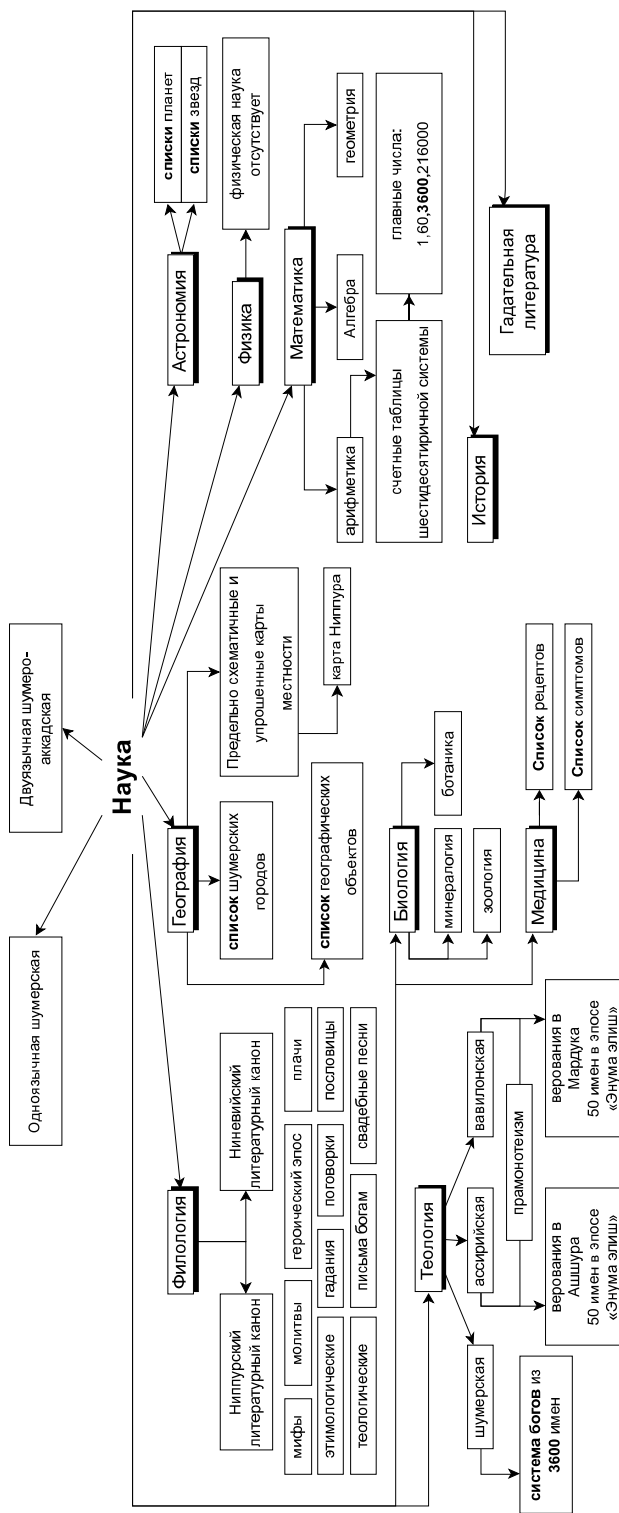 Одноязычная шумерская
Двуязычная шумеро-
аккадская
Наука
Филология
Ниппурский
литературный канон
Ниневийский
литературный канон
мифы
молитвы
героический эпос
плачи
этимологические
гадания
поговорки
пословицы
теологические
письма богам
свадебные песни
География
список шумерских
городов
Предельно схематичные и
упрошенные карты
местности
список географических
объектов
карта Ниппура
Астрономия
списки планет
списки звезд
Физика
физическая наука
отсутствует
Математика
арифметика
Алгебра
геометрия
счетные таблицы
шестидесятиричной системы
главные числа:
1,60,3600,216000
Теология
шумерская
ассирийская
вавилонская
система богов из
3600 имен
прамонотеизм
верования в
Ашшура
50 имен в эпосе
«Энума элиш»
верования в
Мардука
50 имен в эпосе
«Энума элиш»
Биология
минералогия
ботаника
зоология
Медицина
Список рецептов
Список симптомов
История
Гадательная
литература